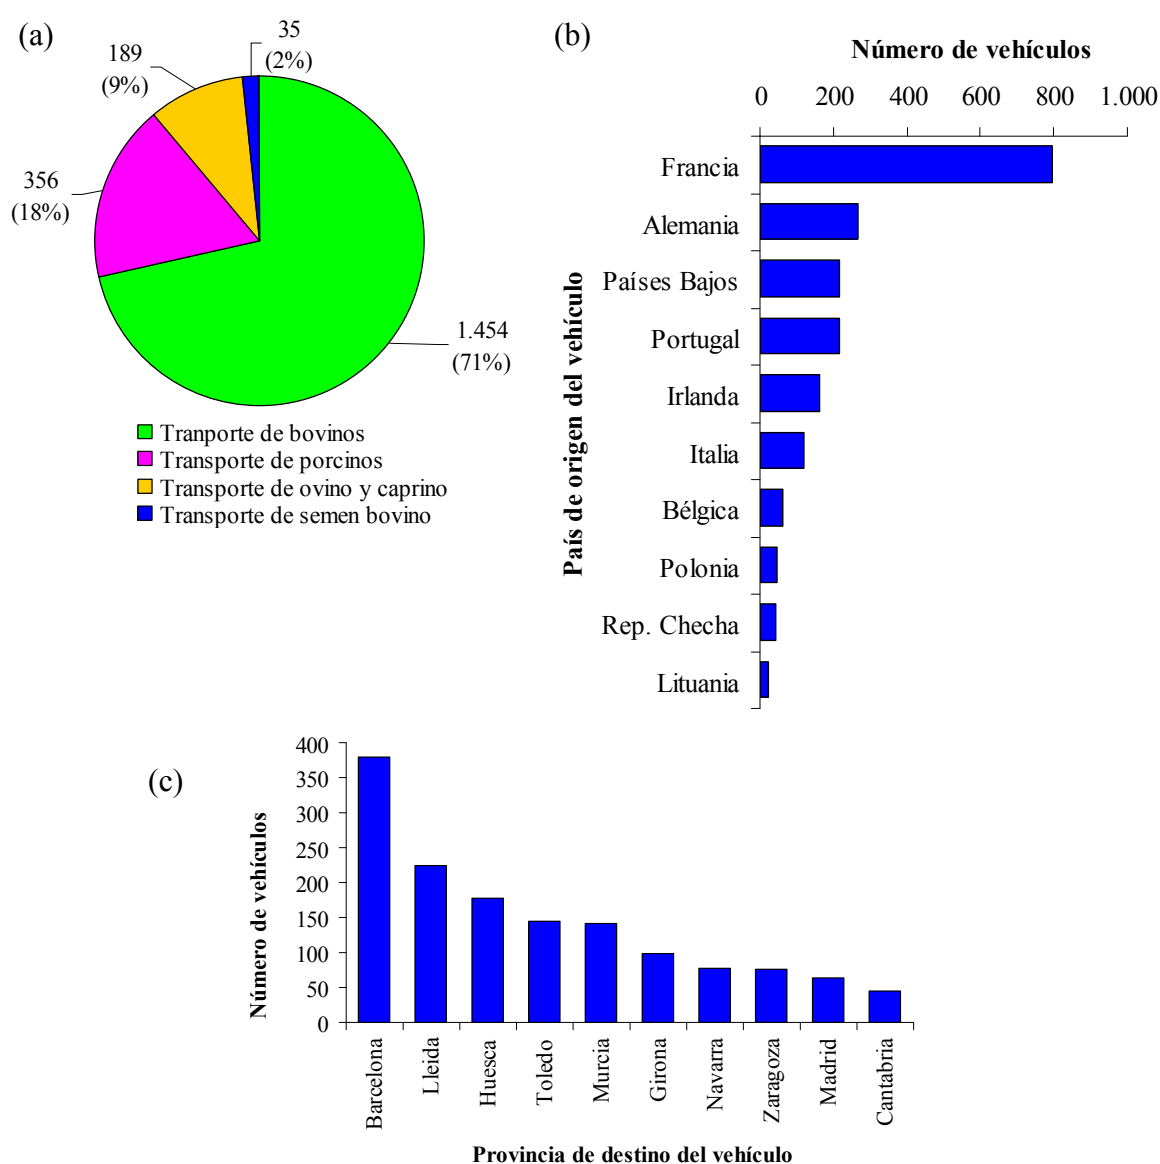 (a)
35
(2%)
189
(9%)
356
(18%)
1.454
(71%)
Tranporte de bovinos
Transporte de porcinos
Transporte de ovino y caprino
Transporte de semen bovino
(b)
Número de vehículos
0 200 400 600 800 1.000
País de origen del vehículo
Francia
Alemania
Países Bajos
Portugal
Irlanda
Italia
Bélgica
Polonia
Rep. Checha
Lituania
(c)
Número de vehículos
400
350
300
250
200
150
100
50
0
Barcelona
Lleida
Huesca
Toledo
Murcia
Girona
Navarra
Zaragoza
Madrid
Cantabria
Provincia de destino del vehículo